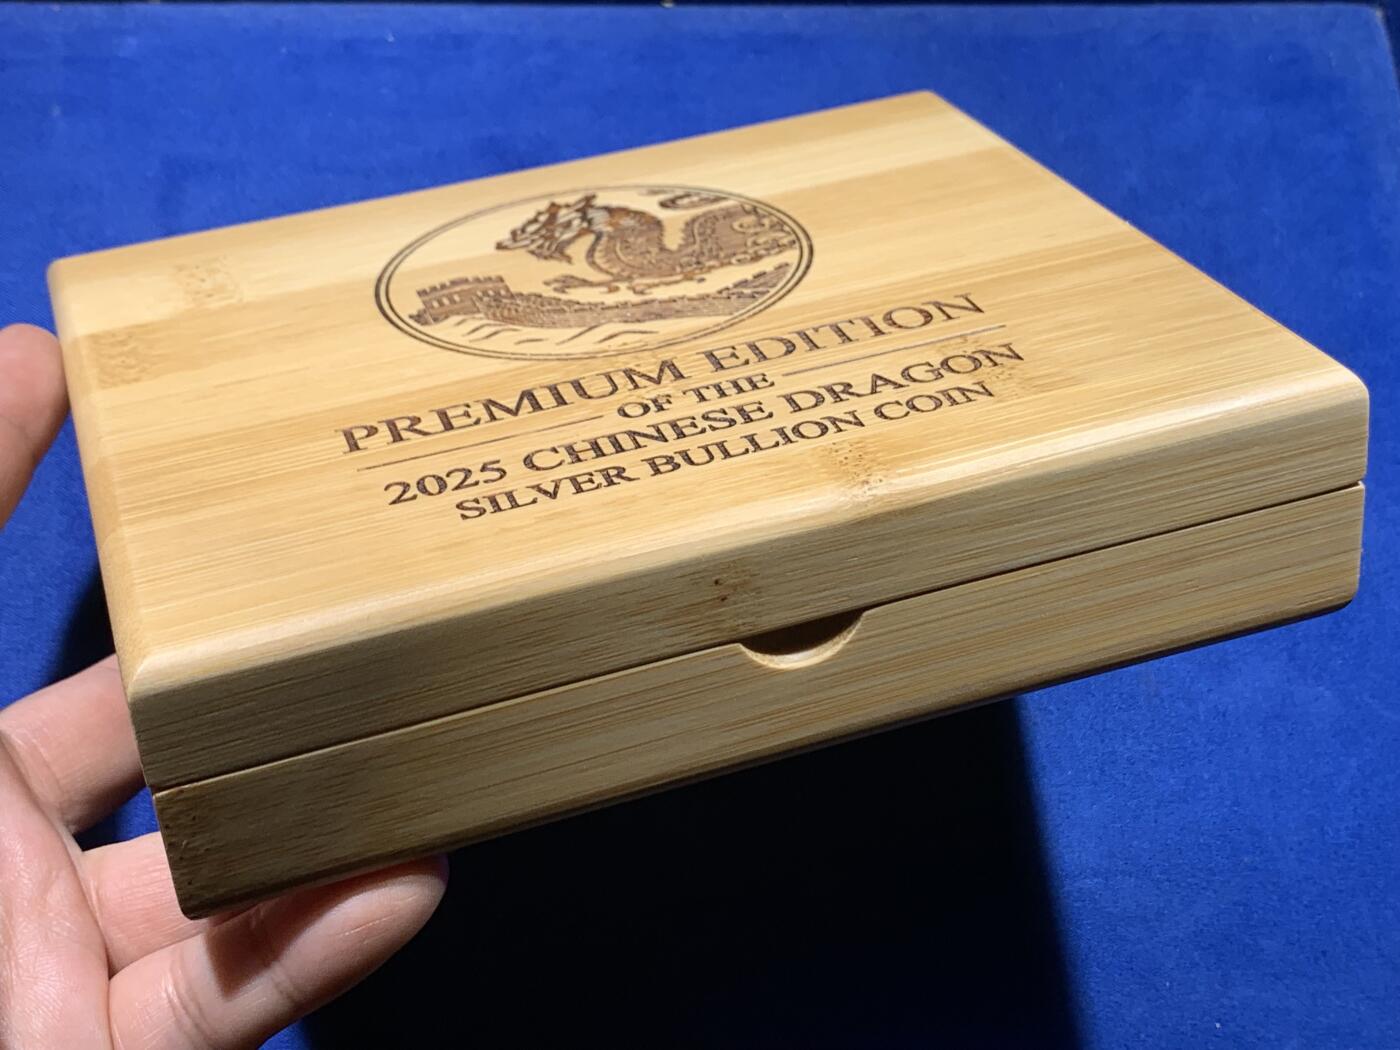 PREMIUM EDITION
OF THE
2025 CHINESE DRAGON
SILVER BULLION COIN